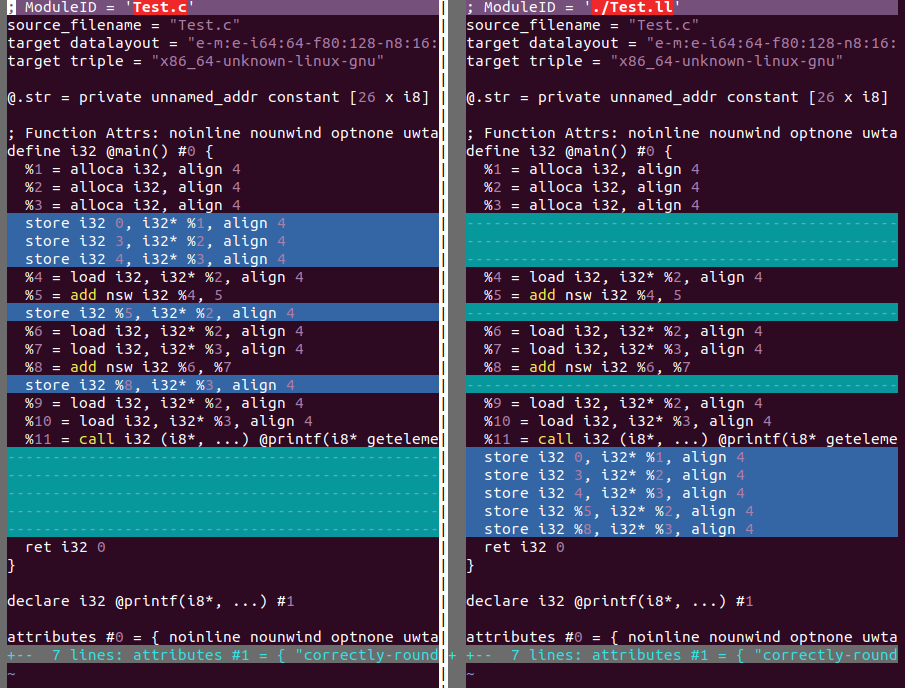 ; ModuleID = 'Test.c'
source_filename = "Test.c"
target datalayout = "e-m:e-i64:64-f80:128-n8:16:
target triple = "x86_64-unknown-linux-gnu"
@.str = private unnamed_addr constant [26 x i8]
; Function Attrs: noinline nounwind optnone uwta
define i32 @main() #0 {
%1 = alloca i32, align 4
%2 = alloca i32, align 4
%3 = alloca i32, align 4
store i32 0, i32* %1, align 4
store i32 3, i32* %2, align 4
store i32 4, i32* %3, align 4
%4 = load i32, i32* %2, align 4
%5 = add nsw i32 %4, 5
store i32 %5, i32* %2, align 4
%6 = load i32, i32* %2, align 4
%7 = load i32, i32* %3, align 4
%8 = add nsw i32 %6, %7
store i32 %8, i32* %3, align 4
%9 = load i32, i32* %2, align 4
%10 = load i32, i32* %3, align 4
%11 = call i32 (i8*, ...) @printf(i8* geteleme
ret i32 0
}
declare i32 @printf(i8*, ...) #1
attributes #0 = { noinline nounwind optnone uwta
+-- 7 lines: attributes #1 = { "correctly-round
~
; ModuleID = './Test.ll'
source_filename = "Test.c"
target datalayout = "e-m:e-i64:64-f80:128-n8:16:
target triple = "x86_64-unknown-linux-gnu"
@.str = private unnamed_addr constant [26 x i8]
; Function Attrs: noinline nounwind optnone uwta
define i32 @main() #0 {
%1 = alloca i32, align 4
%2 = alloca i32, align 4
%3 = alloca i32, align 4
%4 = load i32, i32* %2, align 4
%5 = add nsw i32 %4, 5
%6 = load i32, i32* %2, align 4
%7 = load i32, i32* %3, align 4
%8 = add nsw i32 %6, %7
%9 = load i32, i32* %2, align 4
%10 = load i32, i32* %3, align 4
%11 = call i32 (i8*, ...) @printf(i8* geteleme
store i32 0, i32* %1, align 4
store i32 3, i32* %2, align 4
store i32 4, i32* %3, align 4
store i32 %5, i32* %2, align 4
store i32 %8, i32* %3, align 4
ret i32 0
}
declare i32 @printf(i8*, ...) #1
attributes #0 = { noinline nounwind optnone uwta
+ +-- 7 lines: attributes #1 = { "correctly-round
~